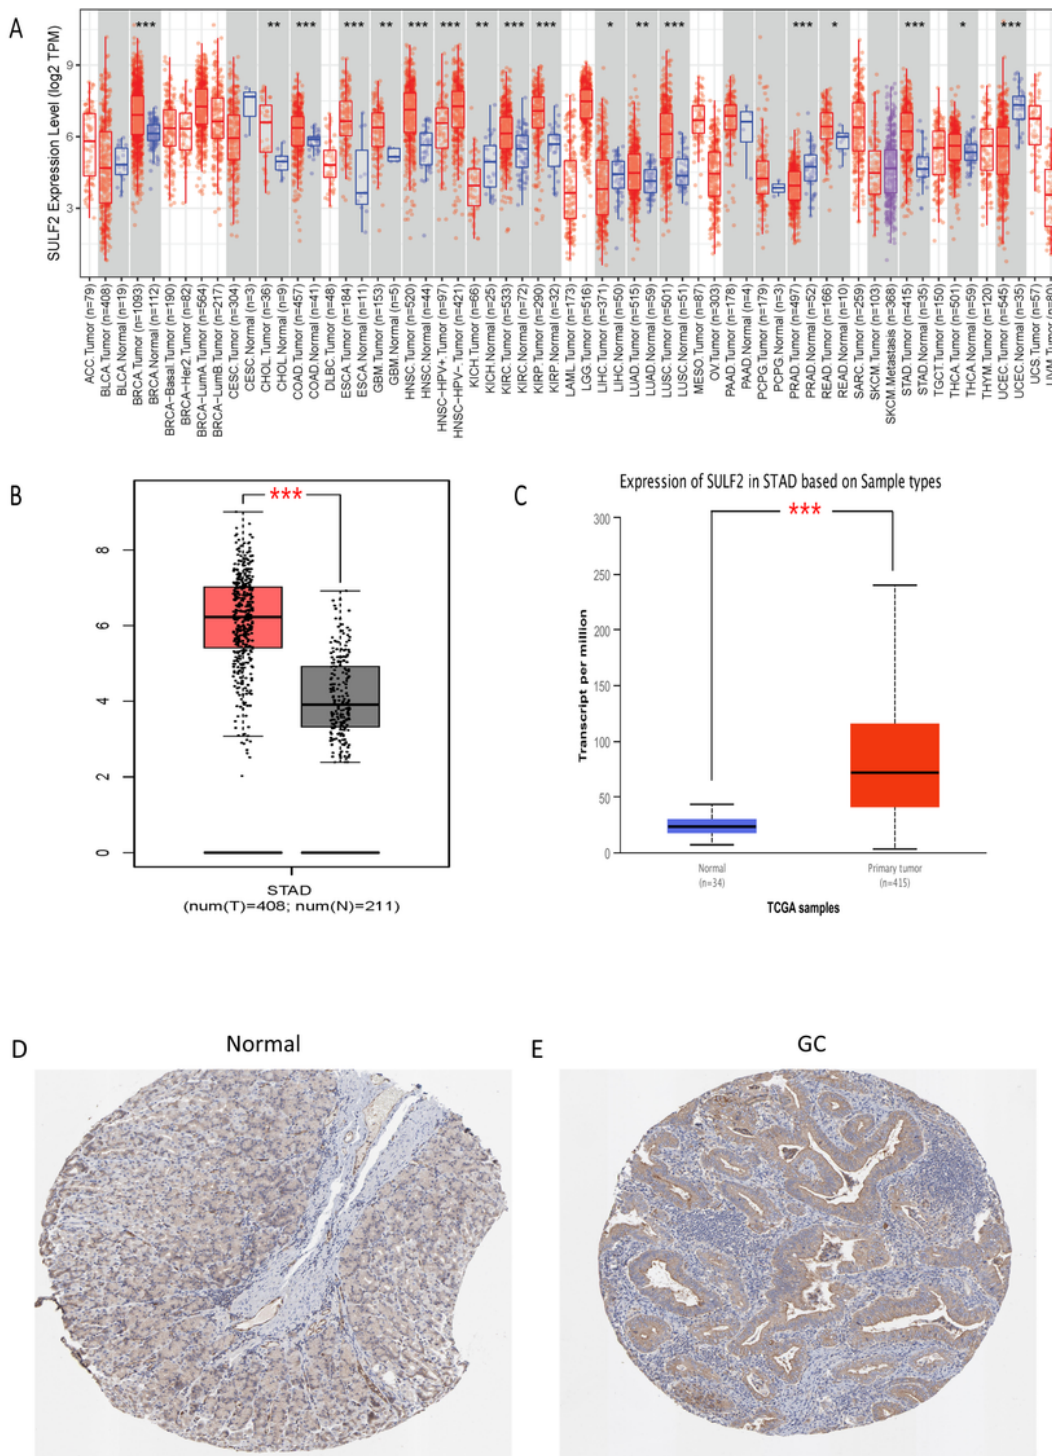 A
SULF2 Expression Level (log2 TPM)
9
6
3
*** ** *** *** ** *** *** *** ** *** *** * ** *** *** * *** * ***
ACC.Tumor (n=79)
BLCA.Tumor (n=408)
BLCA.Normal (n=19)
BRCA.Tumor (n=1093)
BRCA.Normal (n=112)
BRCA-Basal.Tumor (n=190)
BRCA-Her2.Tumor (n=82)
BRCA-LumA.Tumor (n=564)
BRCA-LumB.Tumor (n=217)
CESC.Tumor (n=304)
CESC.Normal (n=3)
CHOL.Tumor (n=36)
CHOL.Normal (n=9)
COAD.Tumor (n=457)
COAD.Normal (n=41)
DLBC.Tumor (n=48)
ESCA.Tumor (n=184)
ESCA.Normal (n=11)
GBM.Tumor (n=153)
GBM.Normal (n=5)
HNSC.Tumor (n=520)
HNSC.Normal (n=44)
HNSC-HPV+.Tumor (n=97)
HNSC-HPV-.Tumor (n=421)
KICH.Tumor (n=66)
KICH.Normal (n=25)
KIRC.Tumor (n=533)
KIRC.Normal (n=72)
KIRP.Tumor (n=290)
KIRP.Normal (n=32)
LAML.Tumor (n=173)
LGG.Tumor (n=516)
LIHC.Tumor (n=371)
LIHC.Normal (n=50)
LUAD.Tumor (n=515)
LUAD.Normal (n=59)
LUSC.Tumor (n=501)
LUSC.Normal (n=51)
MESO.Tumor (n=87)
OV.Tumor (n=303)
PAAD.Tumor (n=178)
PAAD.Normal (n=4)
PCPG.Tumor (n=179)
PCPG.Normal (n=3)
PRAD.Tumor (n=497)
PRAD.Normal (n=52)
READ.Tumor (n=166)
READ.Normal (n=10)
SARC.Tumor (n=259)
SKCM.Tumor (n=103)
SKCM.Metastasis (n=368)
STAD.Tumor (n=415)
STAD.Normal (n=35)
TGCT.Tumor (n=150)
THCA.Tumor (n=501)
THCA.Normal (n=59)
THYM.Tumor (n=120)
UCEC.Tumor (n=545)
UCEC.Normal (n=35)
UCS.Tumor (n=57)
UVM.Tumor (n=80)
B
***
8
6
4
2
0
STAD
(num(T)=408; num(N)=211)
C
Expression of SULF2 in STAD based on Sample types
***
Transcript per million
300
250
200
150
100
50
0
Normal
(n=34)
Primary tumor
(n=415)
TCGA samples
D
Normal
E
GC